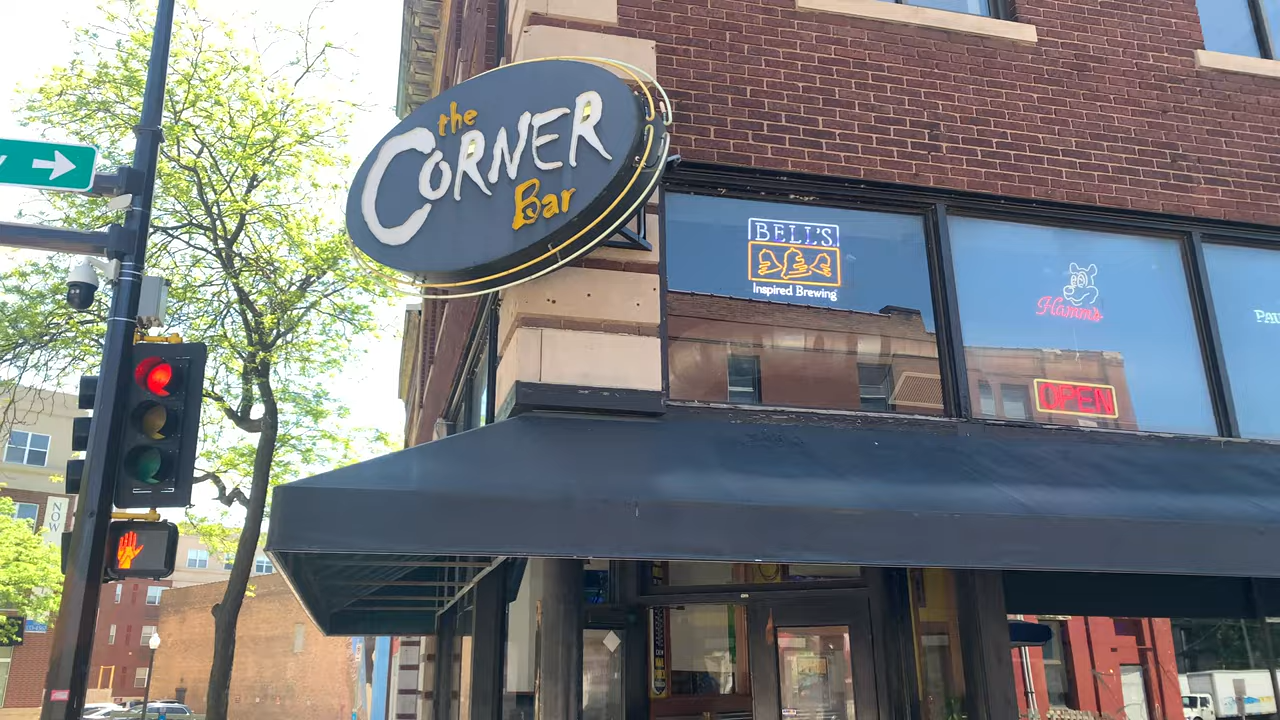 the
CORNER
Bar
BELL'S
Inspired Brewing
Hamm's
OPEN
NOW